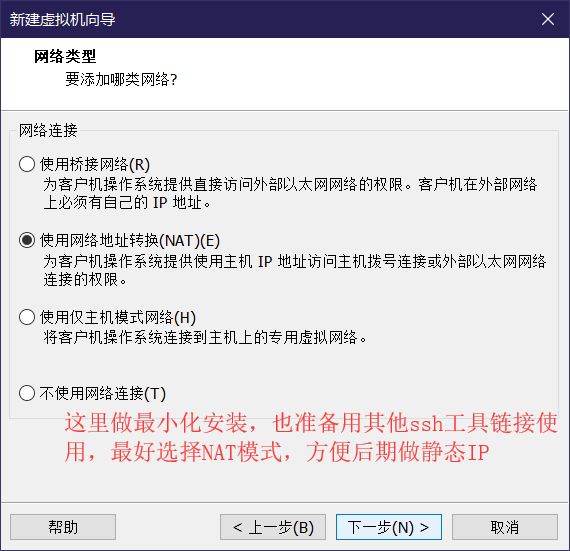 新建虚拟机向导
网络类型
要添加哪类网络?
网络连接
使用桥接网络(R)
为客户机操作系统提供直接访问外部以太网网络的权限。客户机在外部网络
上必须有自己的 IP 地址。
使用网络地址转换(NAT)(E)
为客户机操作系统提供使用主机 IP 地址访问主机拨号连接或外部以太网网络
连接的权限。
使用仅主机模式网络(H)
将客户机操作系统连接到主机上的专用虚拟网络。
不使用网络连接(T)
这里做最小化安装，也准备用其他ssh工具链接使
用，最好选择NAT模式，方便后期做静态IP
帮助
< 上一步(B)
下一步(N) >
取消